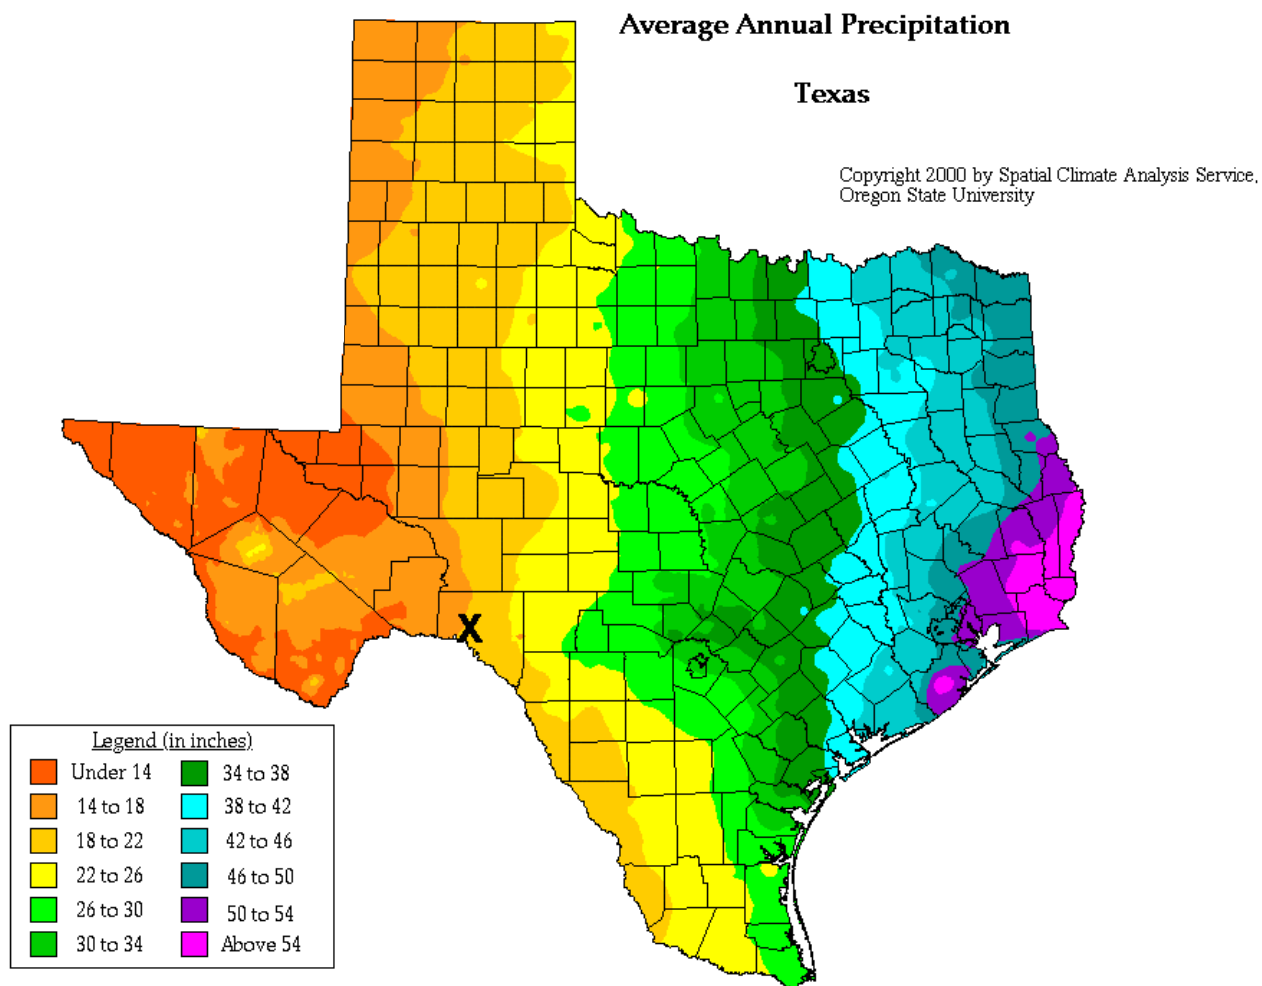 Average Annual Precipitation
Texas
Copyright 2000 by Spatial Climate Analysis Service,
Oregon State University
X
Legend (in inches)
Under 14
14 to 18
18 to 22
22 to 26
26 to 30
30 to 34
34 to 38
38 to 42
42 to 46
46 to 50
50 to 54
Above 54